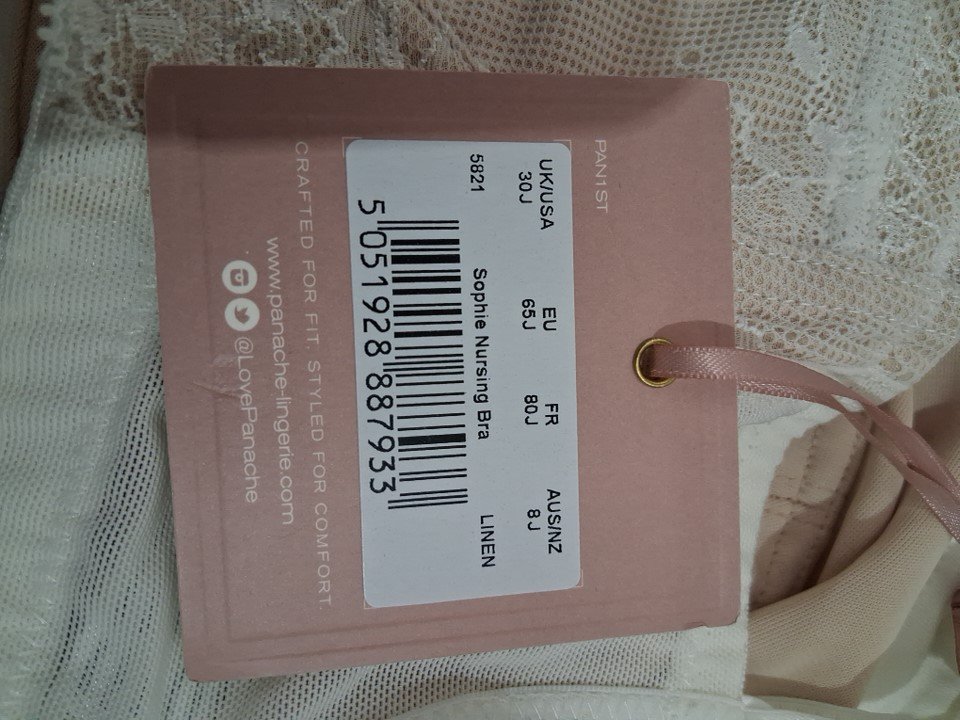 PAN1ST
UK/USA EU FR AUS/NZ
30J 65J 80J 8J
5821 Sophie Nursing Bra LINEN
5 051928 887933
CRAFTED FOR FIT. STYLED FOR COMFORT.
www.panache-lingerie.com
@LovePanache